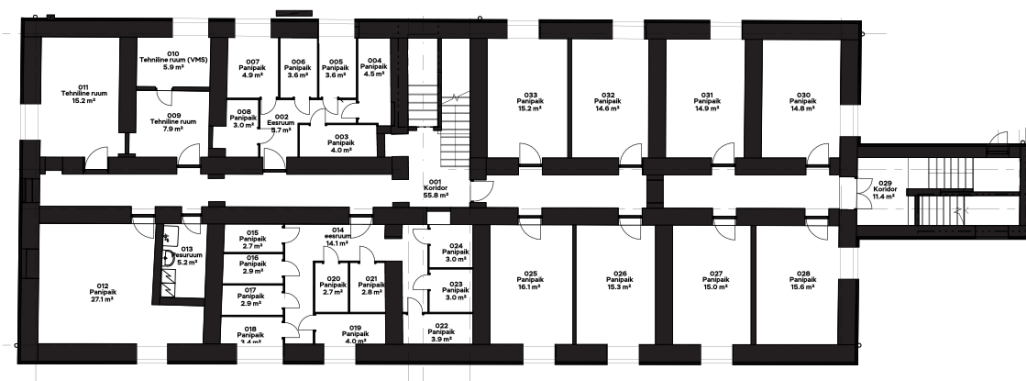 010
Tehniline ruum (VMS)
5.9 m²
011
Tehniline ruum
15.2 m²
009
Tehniline ruum
7.9 m²
007
Panipaik
4.9 m²
006
Panipaik
3.6 m²
005
Panipaik
3.6 m²
004
Panipaik
4.5 m²
008
Panipaik
3.0 m²
002
Eesruum
5.7 m²
003
Panipaik
4.0 m²
033
Panipaik
15.2 m²
032
Panipaik
14.6 m²
031
Panipaik
14.9 m²
030
Panipaik
14.8 m²
001
Koridor
55.8 m²
029
Koridor
11.4 m²
012
Panipaik
27.1 m²
013
Pesuruum
5.2 m²
015
Panipaik
2.7 m²
016
Panipaik
2.9 m²
017
Panipaik
2.9 m²
018
Panipaik
3.4 m²
014
eesruum
14.1 m²
020
Panipaik
2.7 m²
021
Panipaik
2.8 m²
019
Panipaik
4.0 m²
024
Panipaik
3.0 m²
023
Panipaik
3.0 m²
022
Panipaik
3.9 m²
025
Panipaik
16.1 m²
026
Panipaik
15.3 m²
027
Panipaik
15.0 m²
028
Panipaik
15.6 m²